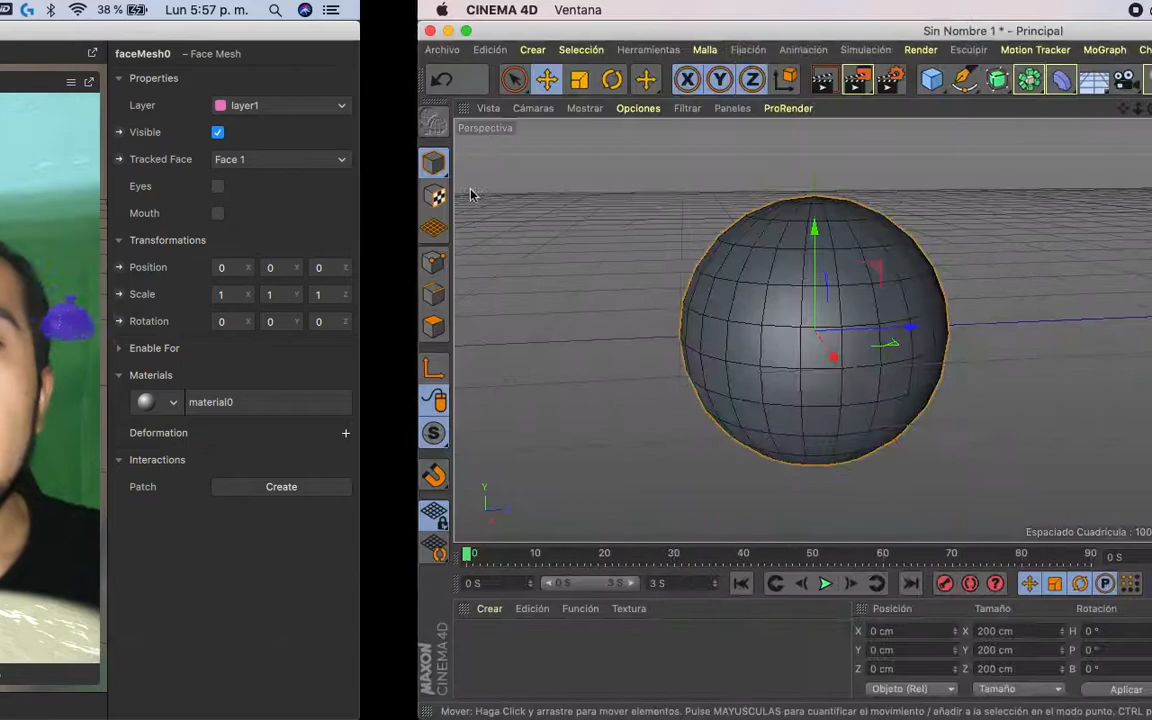 38 % Lun 5:57 p. m.
CINEMA 4D Ventana
faceMesh0 – Face Mesh
Properties
Layer layer1
Visible
Tracked Face Face 1
Eyes
Mouth
Transformations
Position 0 X 0 Y 0 Z
Scale 1 X 1 Y 1 Z
Rotation 0 X 0 Y 0 Z
Enable For
Materials
material0
Deformation +
Interactions
Patch Create
Sin Nombre 1 * - Principal
Archivo Edición Crear Selección Herramientas Malla Fijación Animación Simulación Render Esculpir Motion Tracker MoGraph
X Y Z
Vista Cámaras Mostrar Opciones Filtrar Paneles ProRender
Perspectiva
S
Y
Espaciado Cuadrícula : 100
0 10 20 30 40 50 60 70 80 90 0 S
0 S 0 S 3 S 3 S ? P
Crear Edición Función Textura
Posición Tamaño Rotación
X 0 cm X 200 cm H 0 °
Y 0 cm Y 200 cm P 0 °
Z 0 cm Z 200 cm B 0 °
Objeto (Rel) Tamaño Aplicar
MAXON CINEMA 4D
Mover: Haga Click y arrastre para mover elementos. Pulse MAYUSCULAS para cuantificar el movimiento / añadir a la selección en el modo punto. CTRL